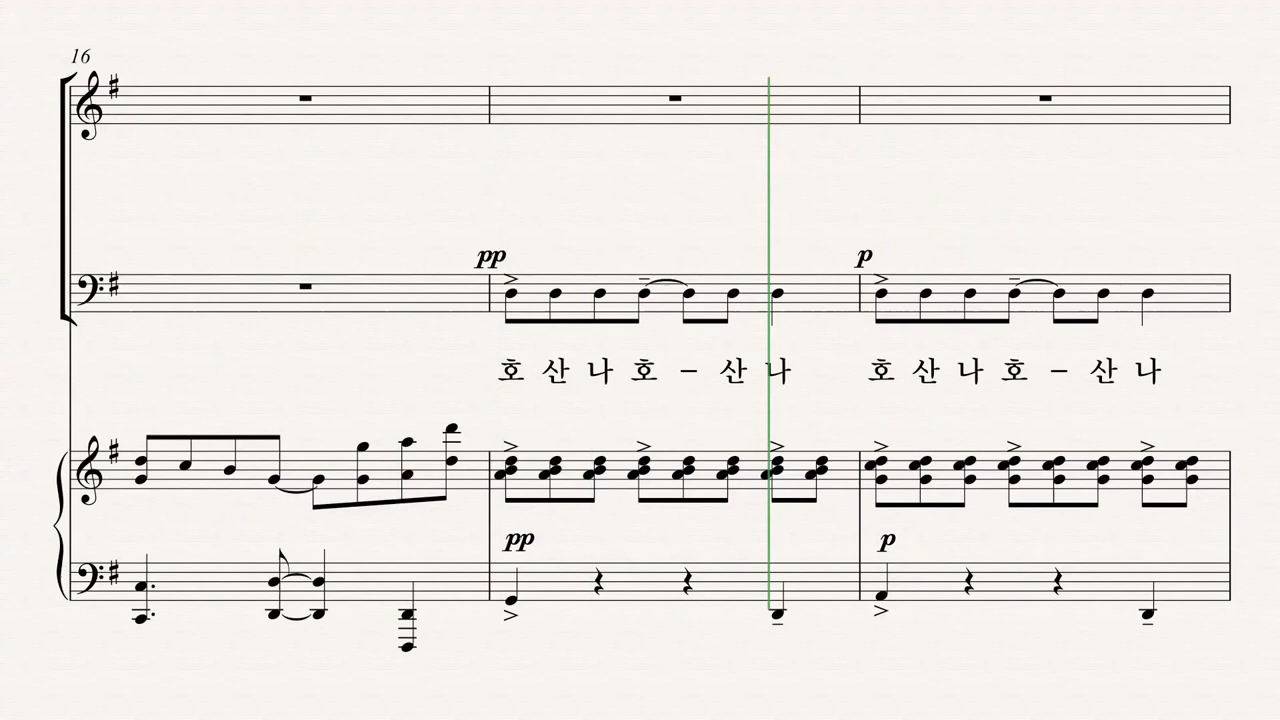 16
pp
p
호 산 나 호 – 산 나 호 산 나 호 – 산 나
pp
p